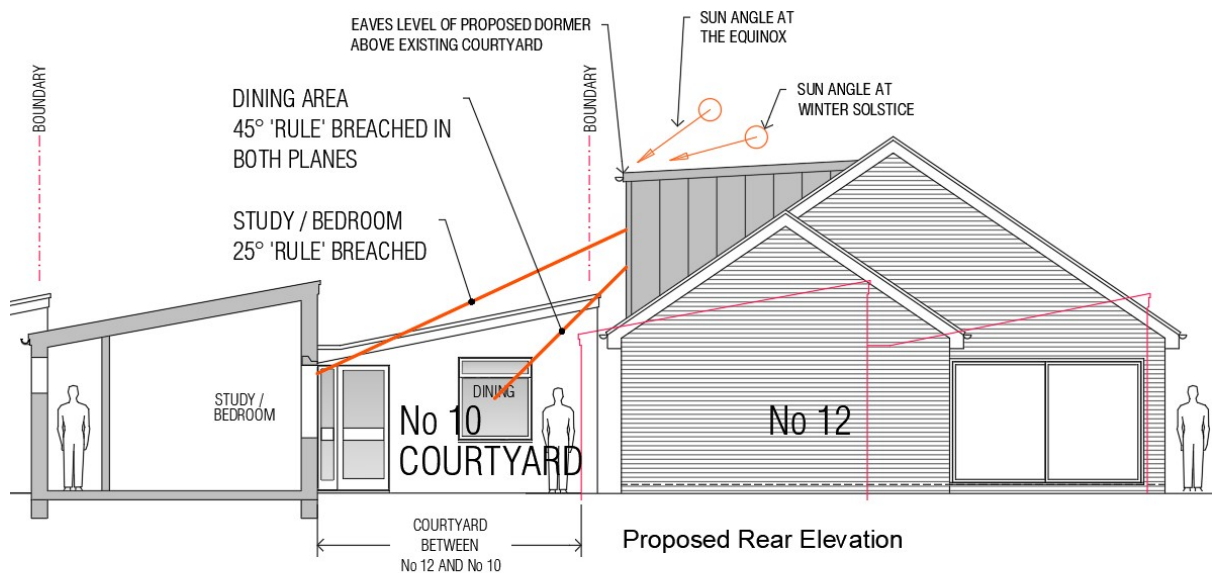 EAVES LEVEL OF PROPOSED DORMER
ABOVE EXISTING COURTYARD
SUN ANGLE AT
THE EQUINOX
SUN ANGLE AT
WINTER SOLSTICE
BOUNDARY
BOUNDARY
DINING AREA
45° 'RULE' BREACHED IN
BOTH PLANES
STUDY / BEDROOM
25° 'RULE' BREACHED
STUDY /
BEDROOM
DINING
No 10
COURTYARD
No 12
COURTYARD
BETWEEN
No 12 AND No 10
Proposed Rear Elevation